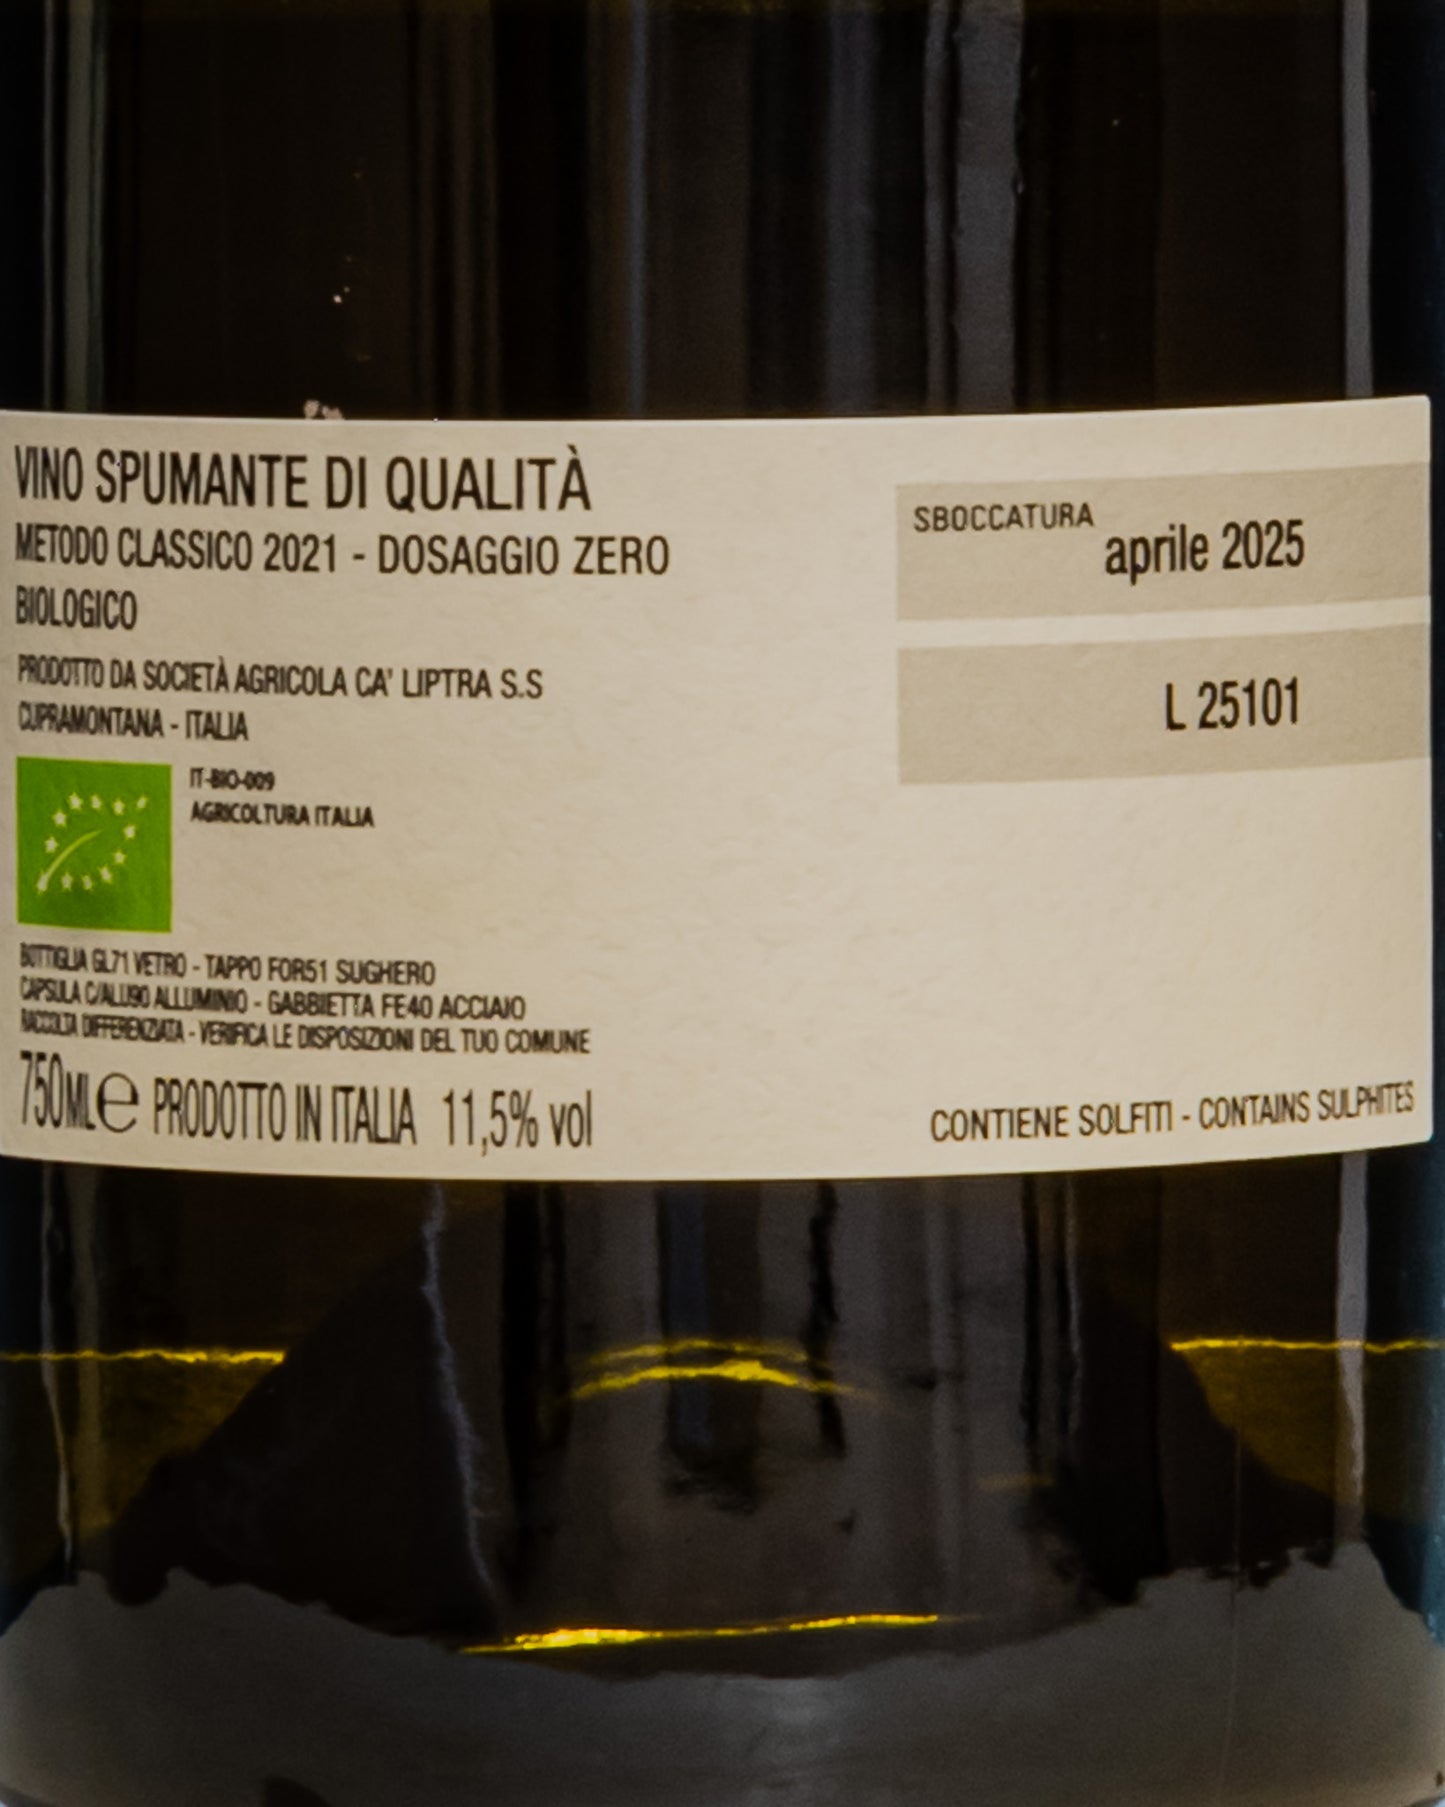 VINO SPUMANTE DI QUALITÀ
METODO CLASSICO 2021 - DOSAGGIO ZERO
BIOLOGICO
PRODOTTO DA SOCIETÀ AGRICOLA CA' LIPTRA S.S
CUPRAMONTANA - ITALIA
IT-BIO-009
AGRICOLTURA ITALIA
BOTTIGLIA GL71 VETRO - TAPPO FOR51 SUGHERO
CAPSULA C/ALU90 ALLUMINIO - GABBIETTA FE40 ACCIAIO
RACCOLTA DIFFERENZIATA - VERIFICA LE DISPOSIZIONI DEL TUO COMUNE
750ML e PRODOTTO IN ITALIA 11,5% vol
SBOCCATURA aprile 2025
L 25101
CONTIENE SOLFITI - CONTAINS SULPHITES